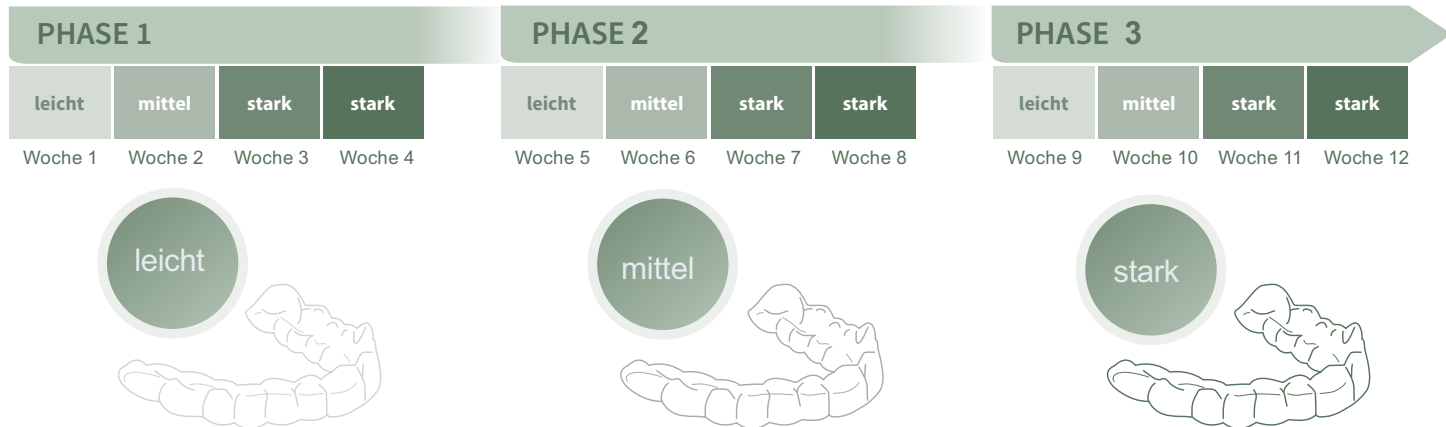 PHASE 1 PHASE 2 PHASE 3
leicht mittel stark stark leicht mittel stark stark leicht mittel stark stark
Woche 1 Woche 2 Woche 3 Woche 4 Woche 5 Woche 6 Woche 7 Woche 8 Woche 9 Woche 10 Woche 11 Woche 12
leicht mittel stark